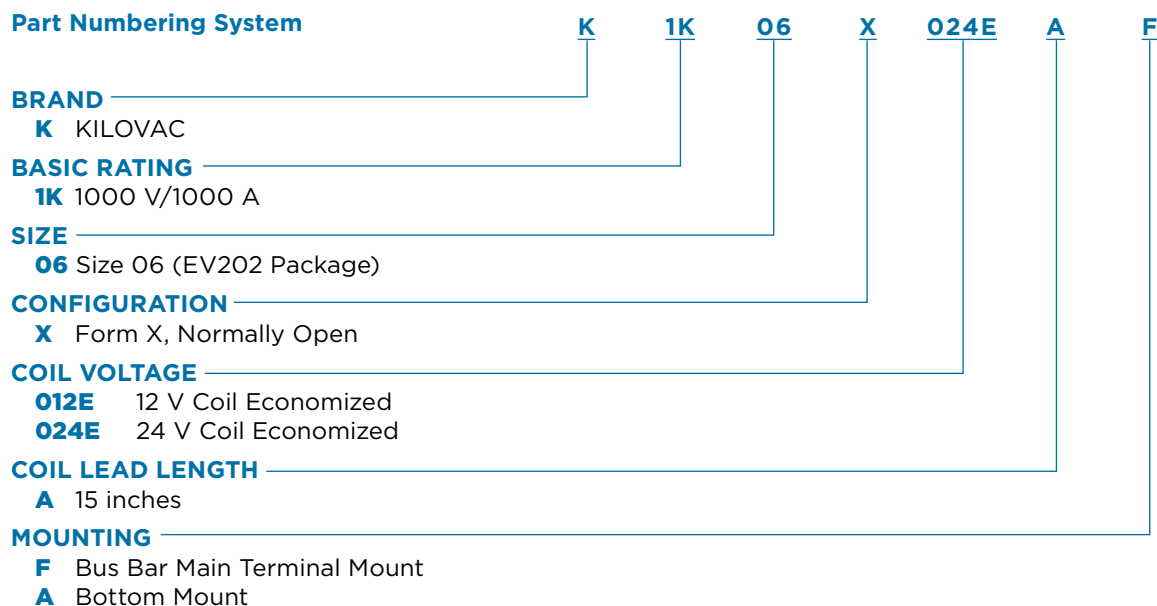 Part Numbering System K 1K 06 X 024E A F
BRAND
K KILOVAC
BASIC RATING
1K 1000 V/1000 A
SIZE
06 Size 06 (EV202 Package)
CONFIGURATION
X Form X, Normally Open
COIL VOLTAGE
012E 12 V Coil Economized
024E 24 V Coil Economized
COIL LEAD LENGTH
A 15 inches
MOUNTING
F Bus Bar Main Terminal Mount
A Bottom Mount